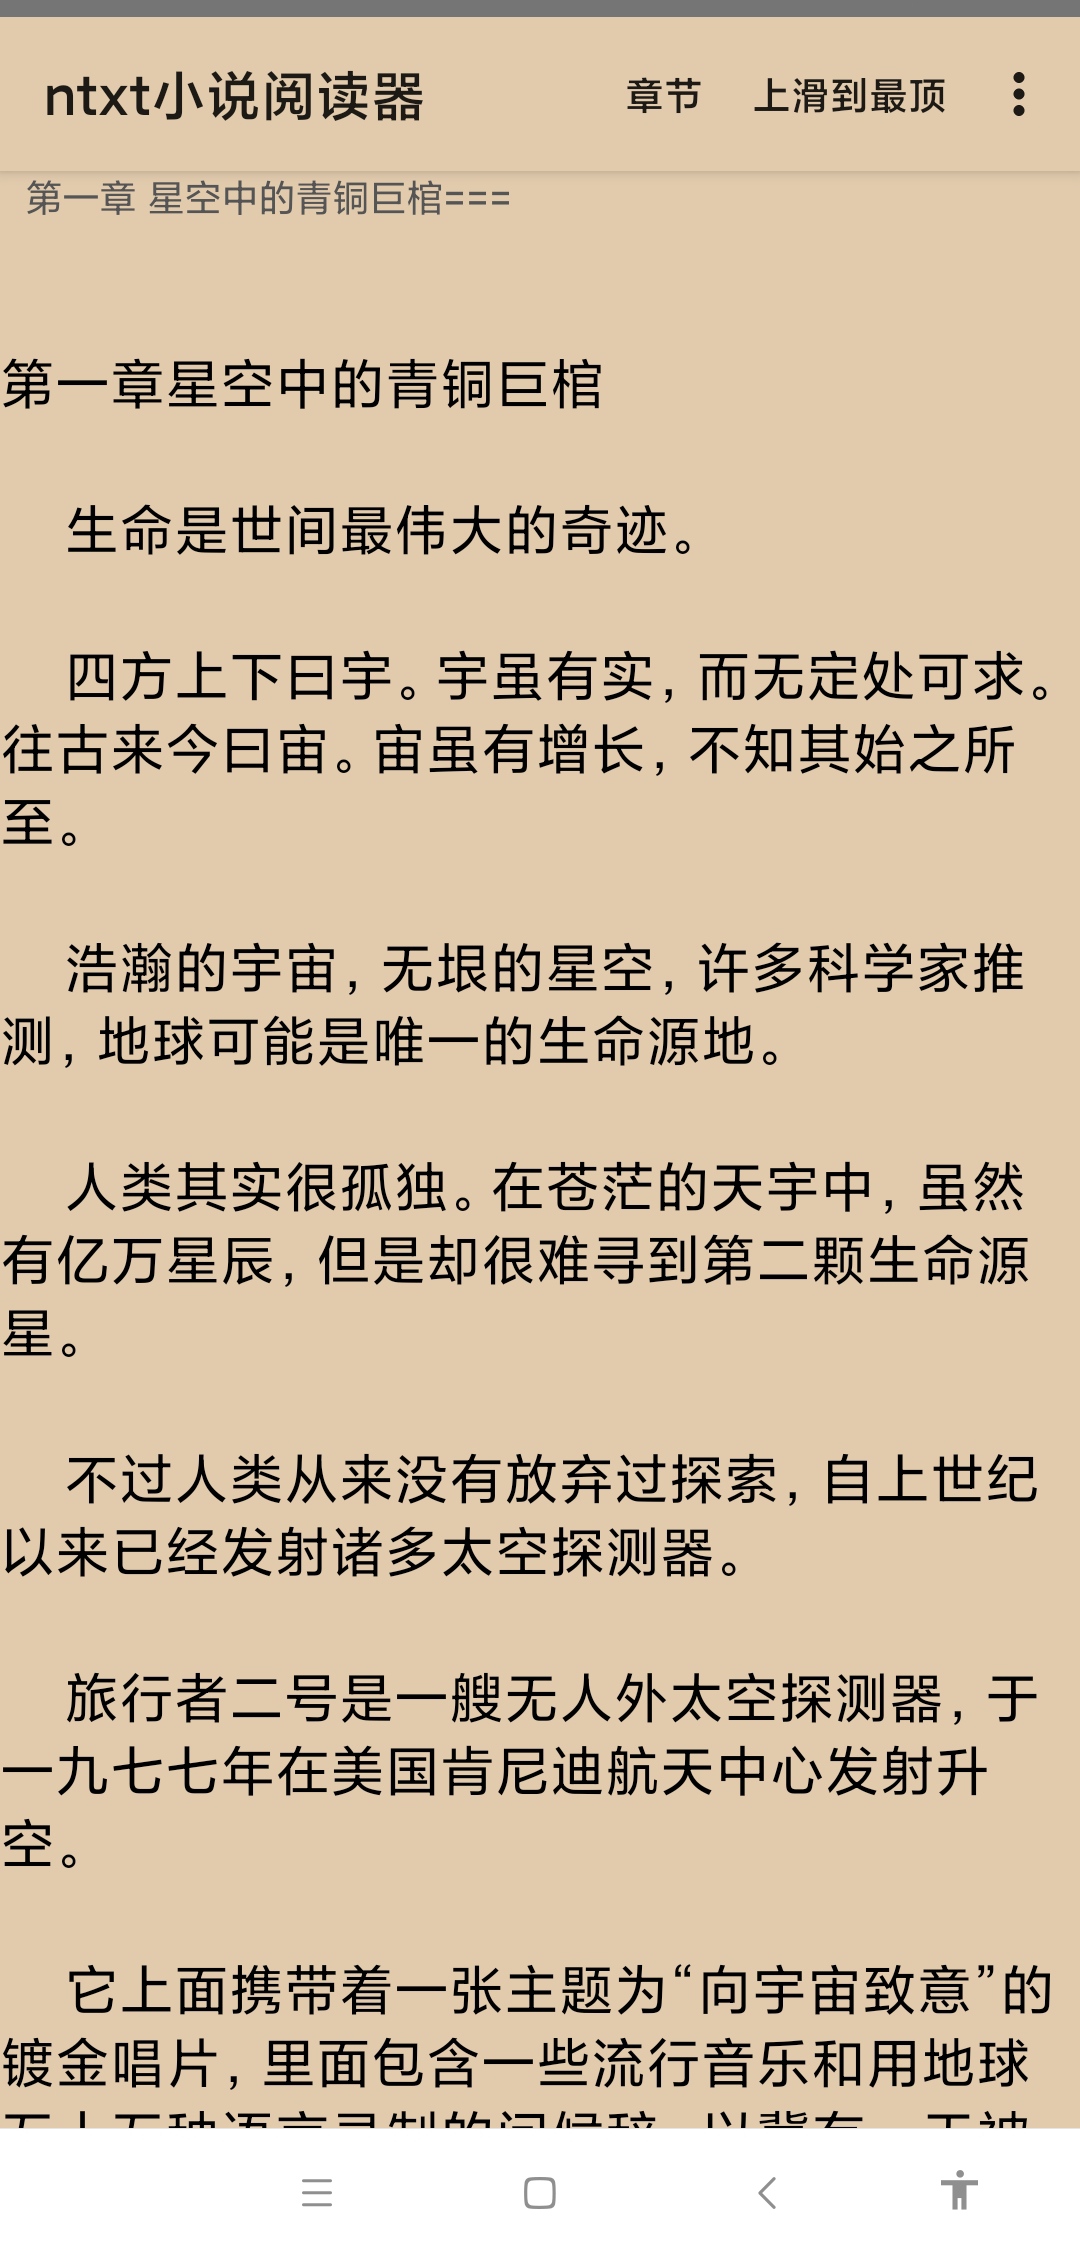 ntxt小说阅读器 章节 上滑到最顶
第一章 星空中的青铜巨棺===
第一章星空中的青铜巨棺
生命是世间最伟大的奇迹。
四方上下曰宇。宇虽有实,而无定处可求。
往古来今曰宙。宙虽有增长,不知其始之所
至。
浩瀚的宇宙,无垠的星空,许多科学家推
测,地球可能是唯一的生命源地。
人类其实很孤独。在苍茫的天宇中,虽然
有亿万星辰,但是却很难寻到第二颗生命源
星。
不过人类从来没有放弃过探索,自上世纪
以来已经发射诸多太空探测器。
旅行者二号是一艘无人外太空探测器,于
一九七七年在美国肯尼迪航天中心发射升
空。
它上面携带着一张主题为“向宇宙致意”的
镀金唱片,里面包含一些流行音乐和用地球